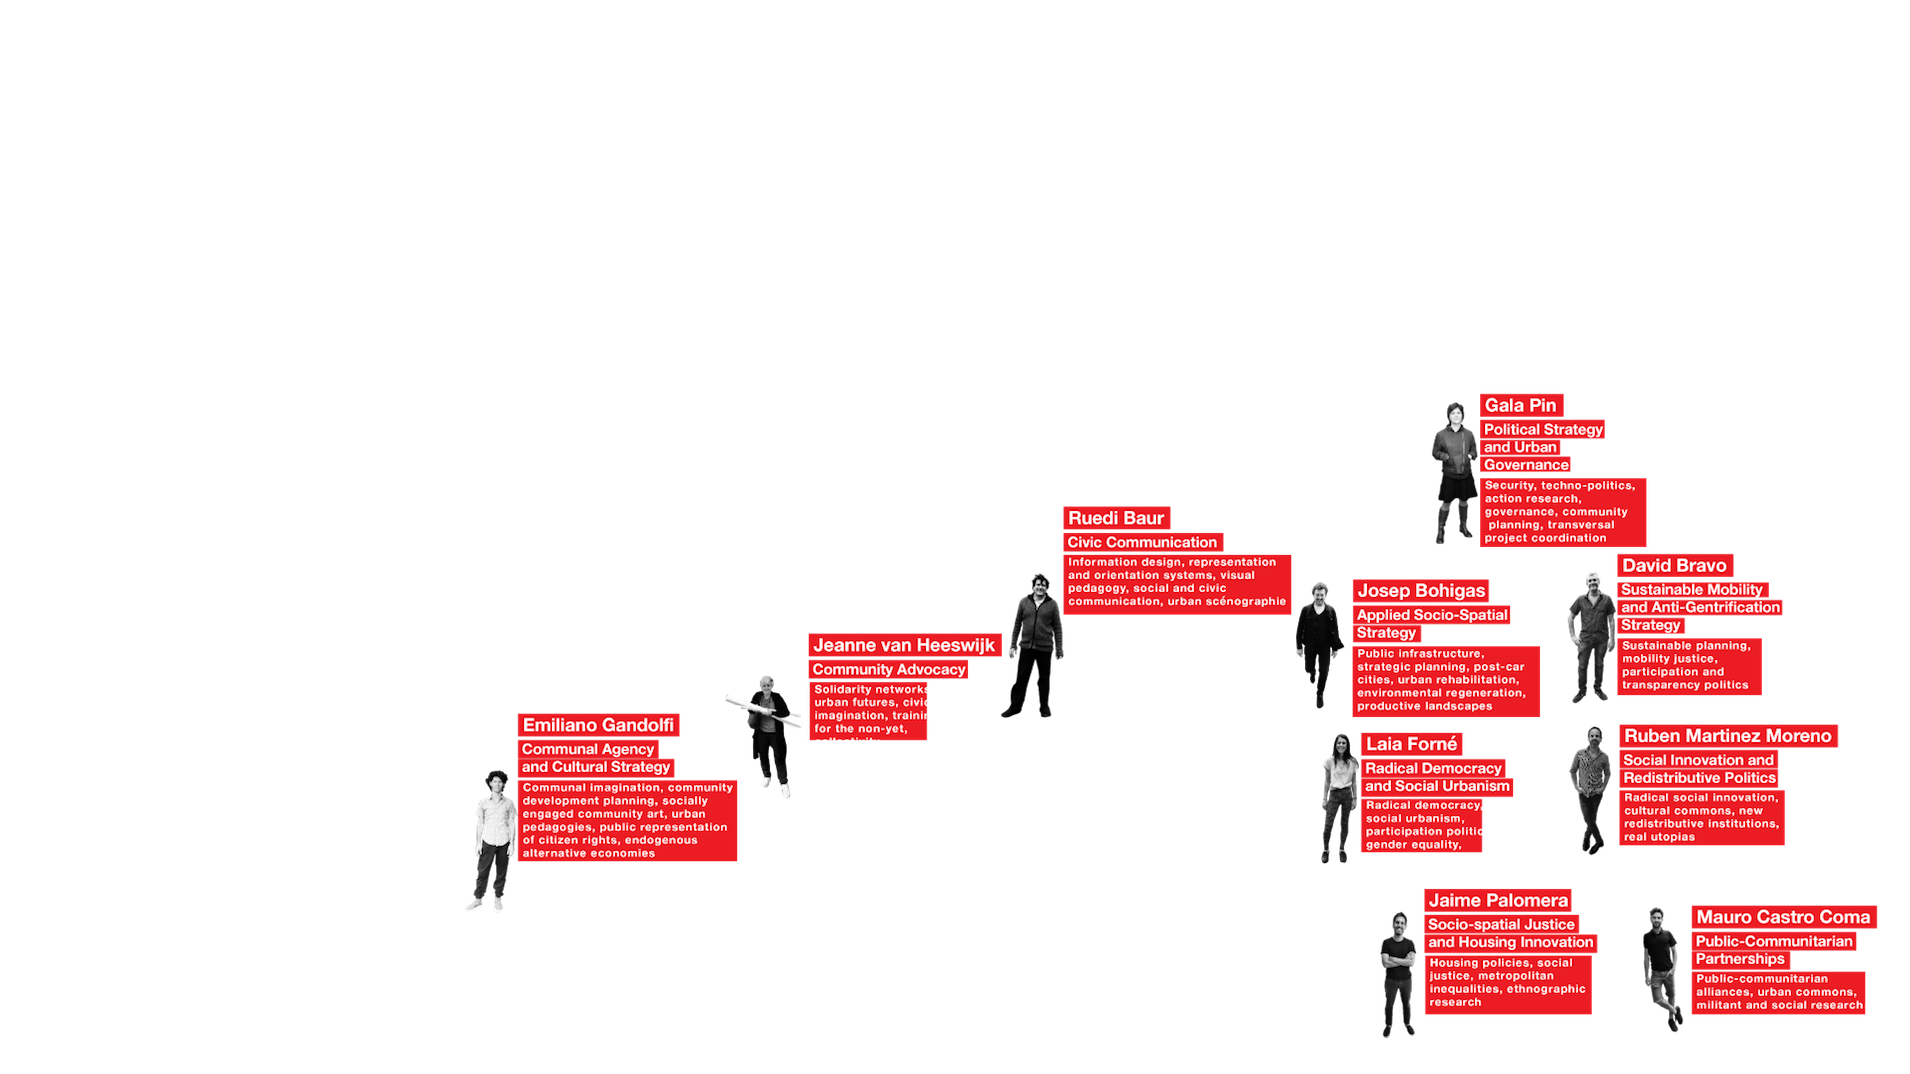 Gala Pin
Political Strategy
and Urban
Governance
Security, techno-politics,
action research,
governance, community
planning, transversal
project coordination
Ruedi Baur
Civic Communication
Information design, representation
and orientation systems, visual
pedagogy, social and civic
communication, urban scénographie
David Bravo
Sustainable Mobility
and Anti-Gentrification
Strategy
Sustainable planning,
mobility justice,
participation and
transparency politics
Josep Bohigas
Applied Socio-Spatial
Strategy
Public infrastructure,
strategic planning, post-car
cities, urban rehabilitation,
environmental regeneration,
productive landscapes
Jeanne van Heeswijk
Community Advocacy
Solidarity networks
urban futures, civic
imagination,
for the non-yet,
Emiliano Gandolfi
Communal Agency
and Cultural Strategy
Communal imagination, community
development planning, socially
engaged community art, urban
pedagogies, public representation
of citizen rights, endogenous
alternative economies
Laia Forné
Radical Democracy
and Social Urbanism
Radical democracy,
social urbanism,
participation
gender equality,
Ruben Martinez Moreno
Social Innovation and
Redistributive Politics
Radical social innovation,
cultural commons, new
redistributive institutions,
real utopias
Jaime Palomera
Socio-spatial Justice
and Housing Innovation
Housing policies, social
justice, metropolitan
inequalities, ethnographic
research
Mauro Castro Coma
Public-Communitarian
Partnerships
Public-communitarian
alliances, urban commons,
militant and social research